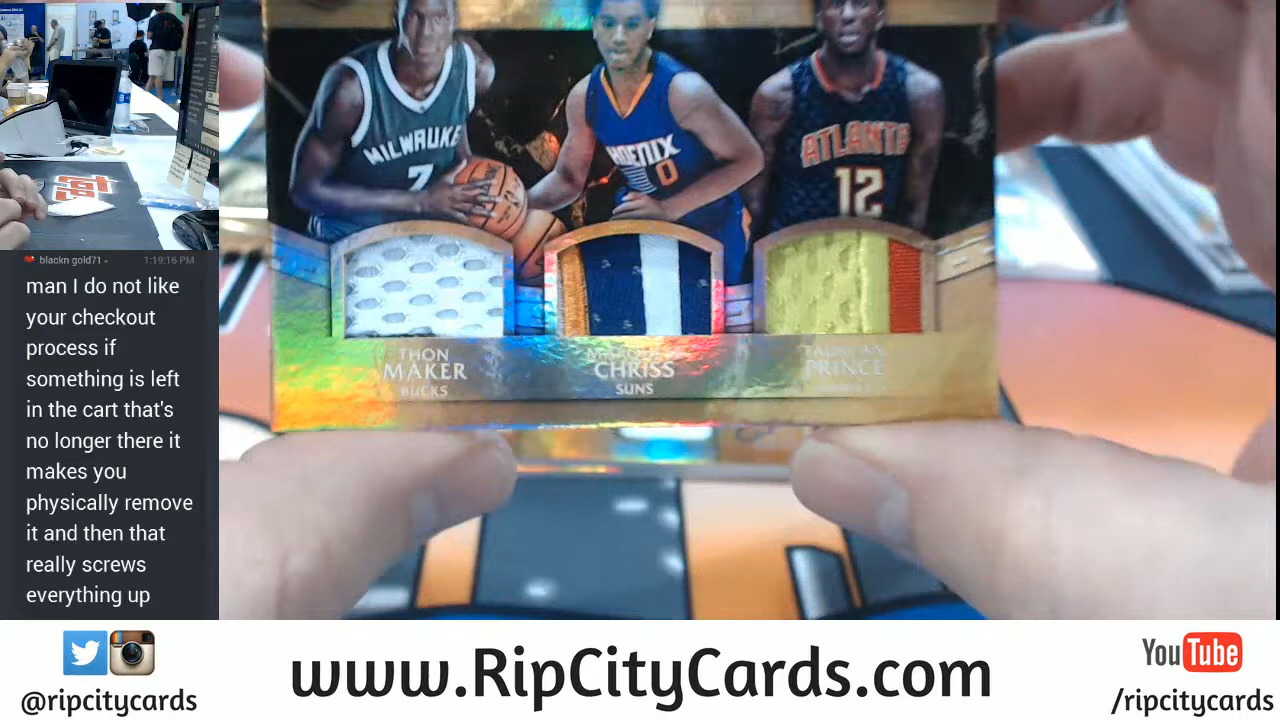 blackn gold71
1:19:16 PM
man I do not like
your checkout
process if
something is left
in the cart that's
no longer there it
makes you
physically remove
it and then that
really screws
everything up
MILWAUKE
7
PHOENIX
0
ATLANTA
12
THON
MAKER
BUCKS
CHRISS
SUNS
PRINCE
@ripcitycards
www.RipCityCards.com
YouTube
/ripcitycards